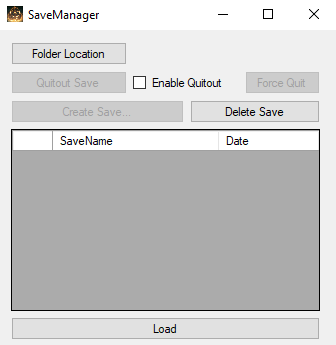 SaveManager
Folder Location
Quitout Save Enable Quitout Force Quit
Create Save... Delete Save
SaveName Date
Load